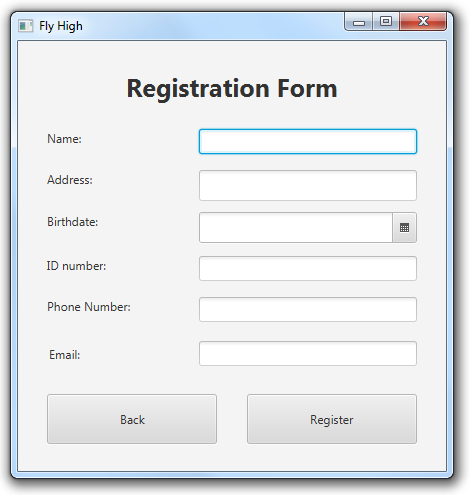 Fly High
Registration Form
Name:
Address:
Birthdate:
ID number:
Phone Number:
Email:
Back Register